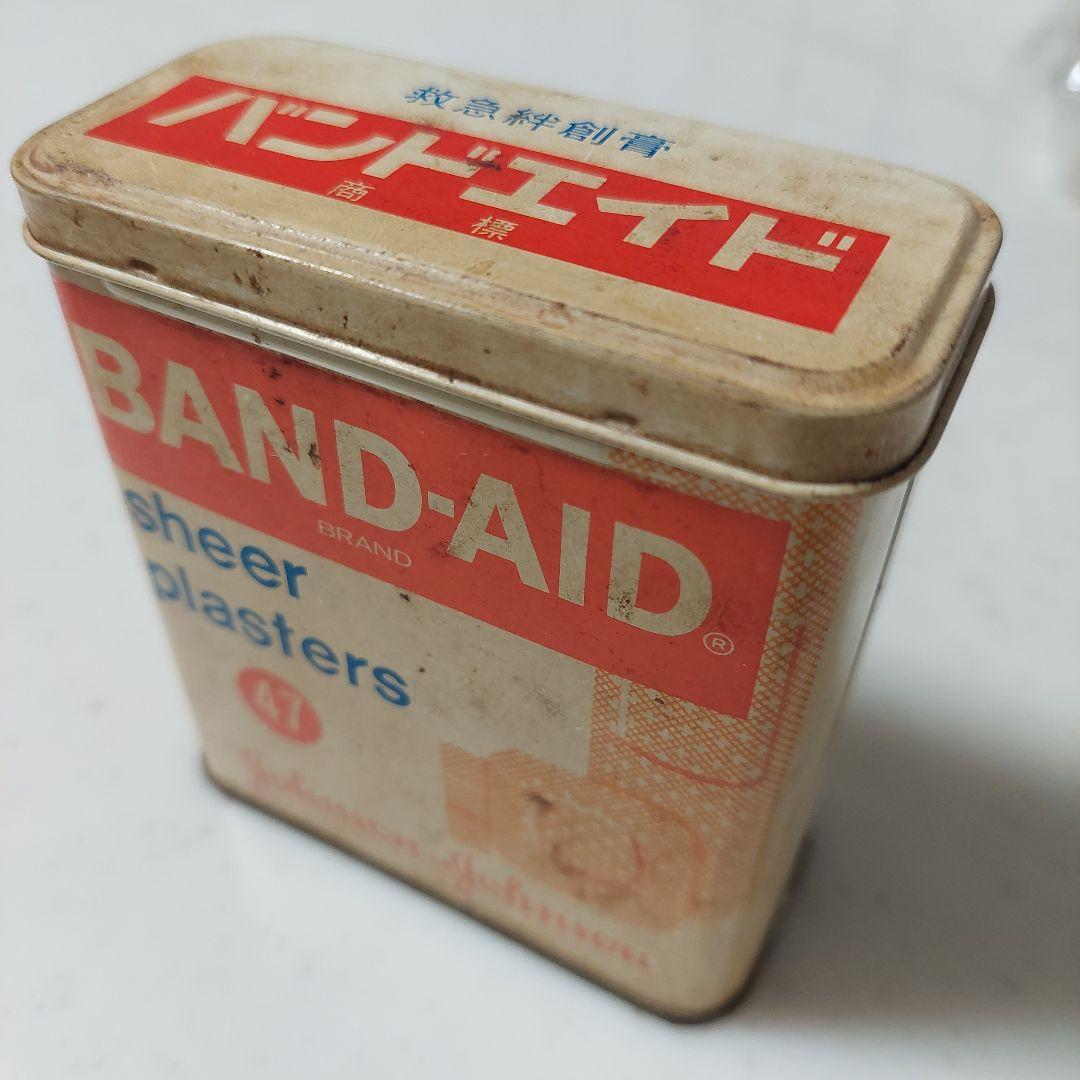 救急絆創膏
バンドエイド
商標
BAND-AID
BRAND ®
sheer
plasters
47
Johnson & Johnson